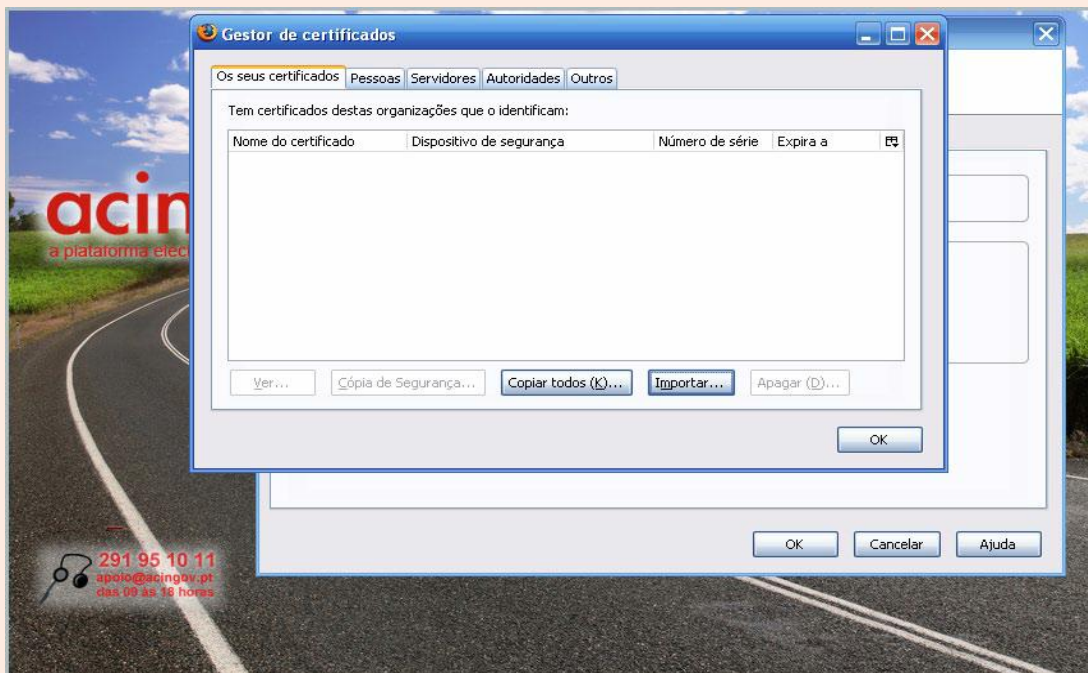 Gestor de certificados
Os seus certificados Pessoas Servidores Autoridades Outros
Tem certificados destas organizações que o identificam:
Nome do certificado Dispositivo de segurança Número de série Expira a
Ver... Cópia de Segurança... Copiar todos (K)... Importar... Apagar (D)...
OK
acin
a plataforma elec
OK Cancelar Ajuda
291 95 10 11
apoio@acingov.pt
das 09 às 18 horas